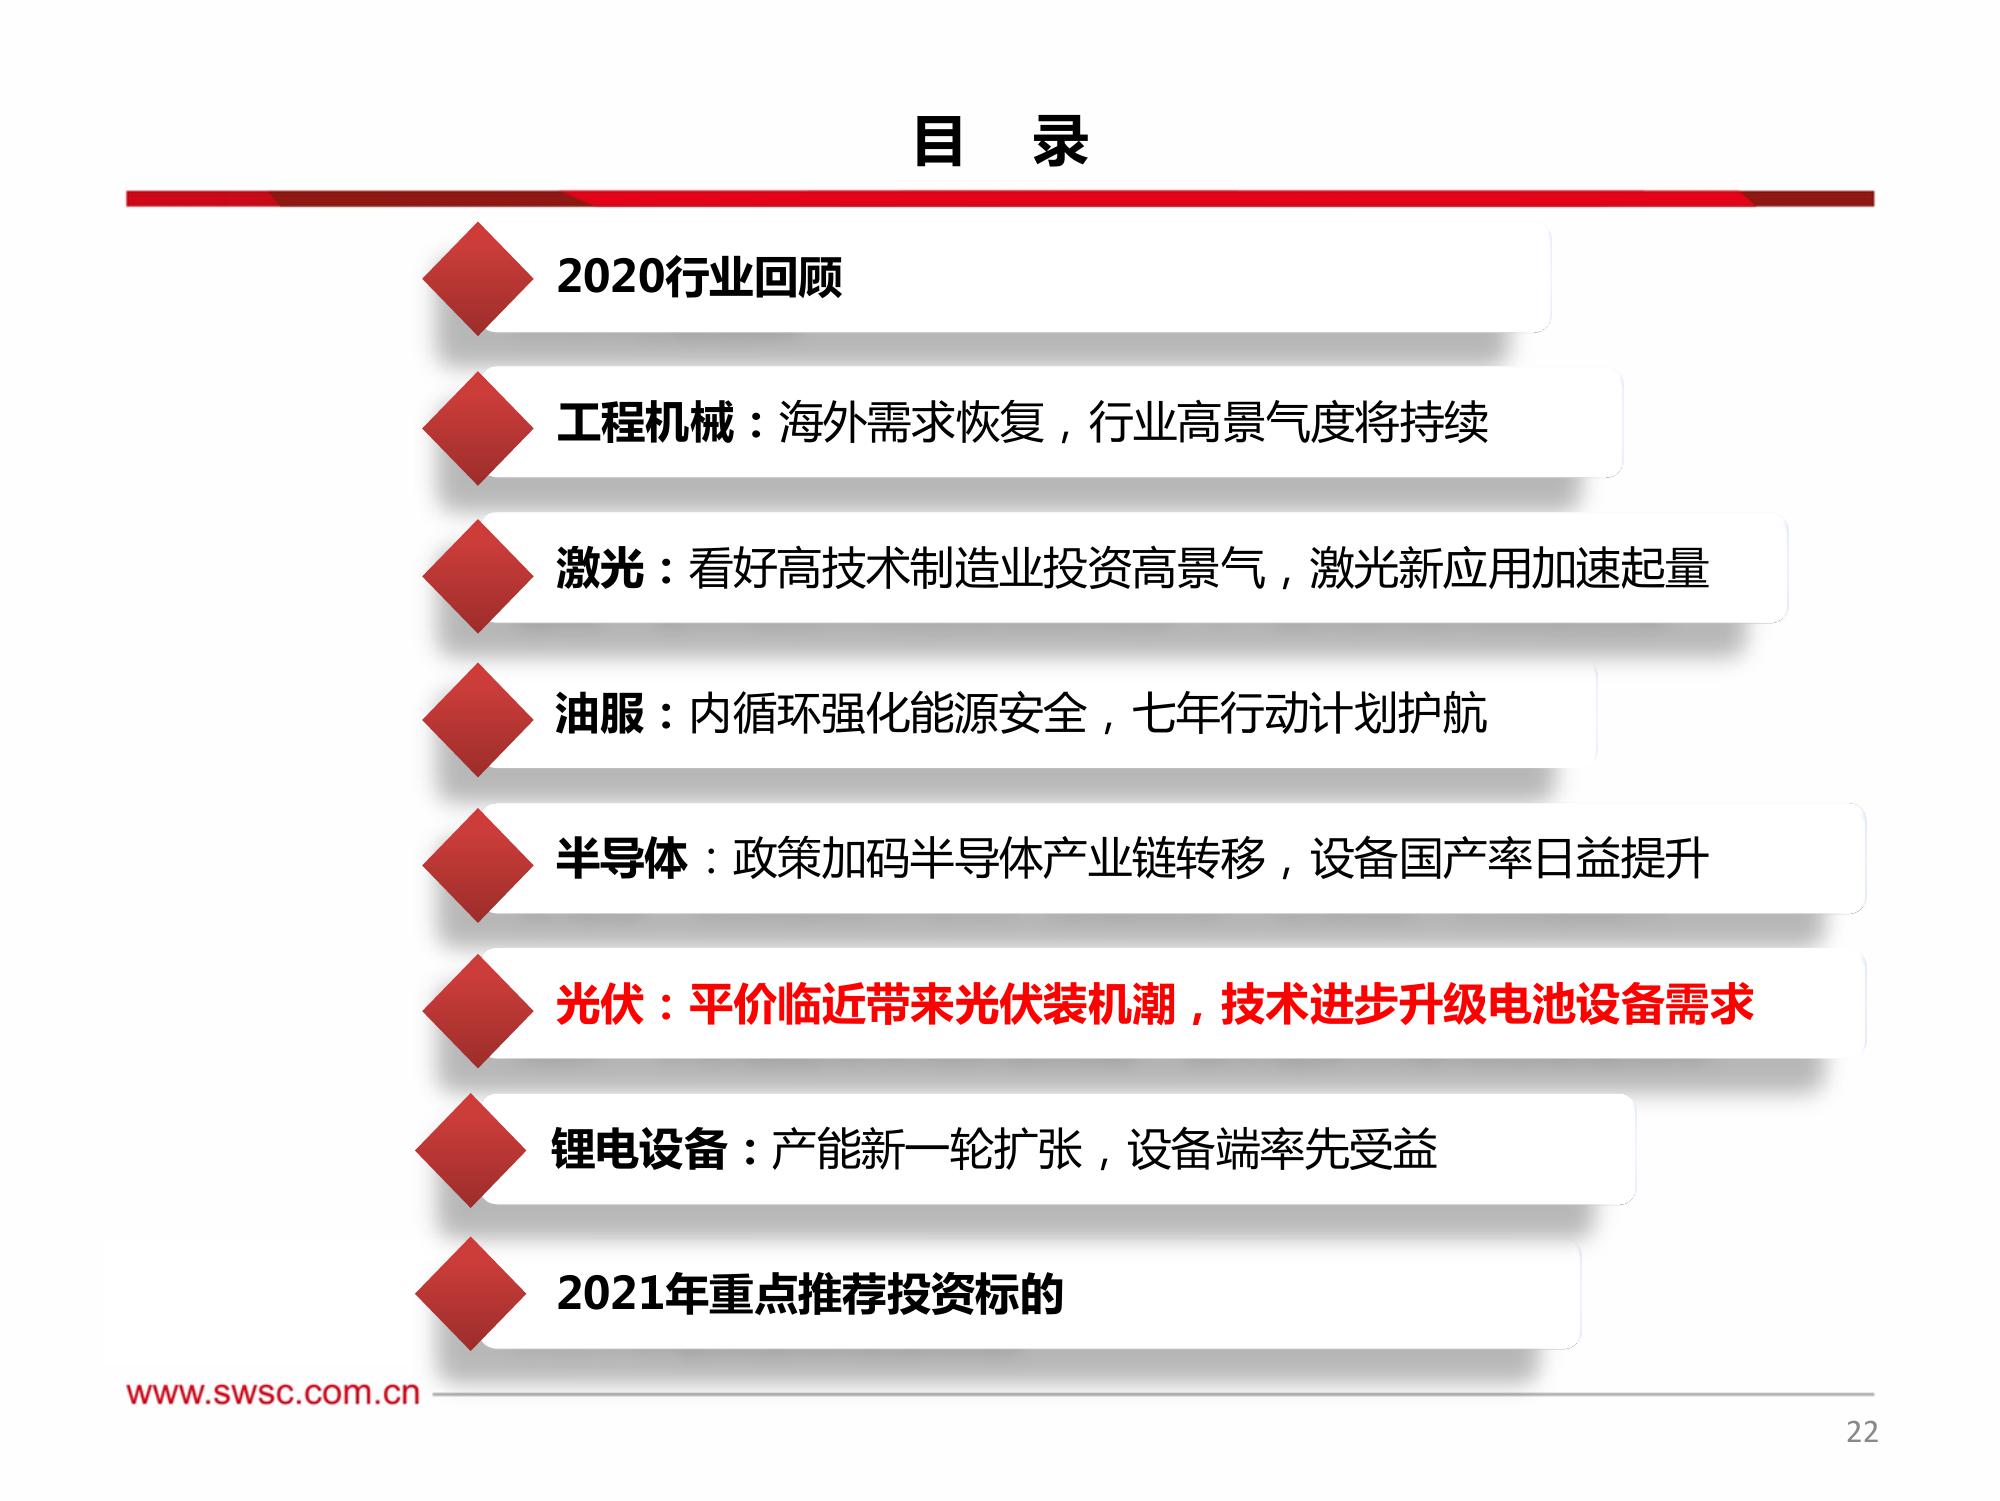 目 录
2020行业回顾
工程机械：海外需求恢复，行业高景气度将持续
激光：看好高技术制造业投资高景气，激光新应用加速起量
油服：内循环强化能源安全，七年行动计划护航
半导体：政策加码半导体产业链转移，设备国产率日益提升
光伏：平价临近带来光伏装机潮，技术进步升级电池设备需求
锂电设备：产能新一轮扩张，设备端率先受益
2021年重点推荐投资标的
www.swsc.com.cn
22